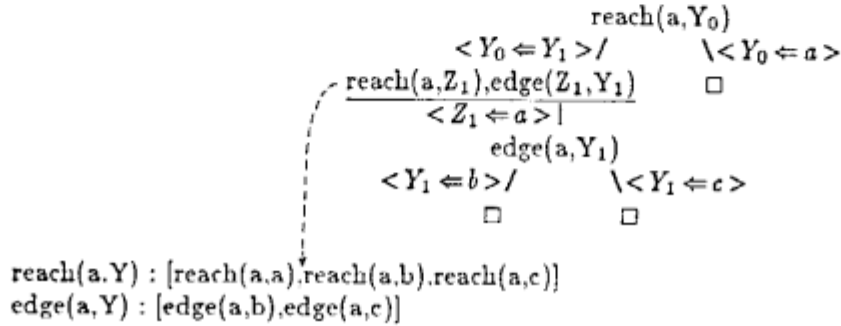 reach(a,Y₀)
<Y₀⇐Y₁>/ \<Y₀⇐a>
reach(a,Z₁),edge(Z₁,Y₁) □
<Z₁⇐a>|
edge(a,Y₁)
<Y₁⇐b>/ \<Y₁⇐c>
□ □
reach(a.Y) : [reach(a,a),reach(a,b).reach(a,c)]
edge(a,Y) : [edge(a,b),edge(a,c)]